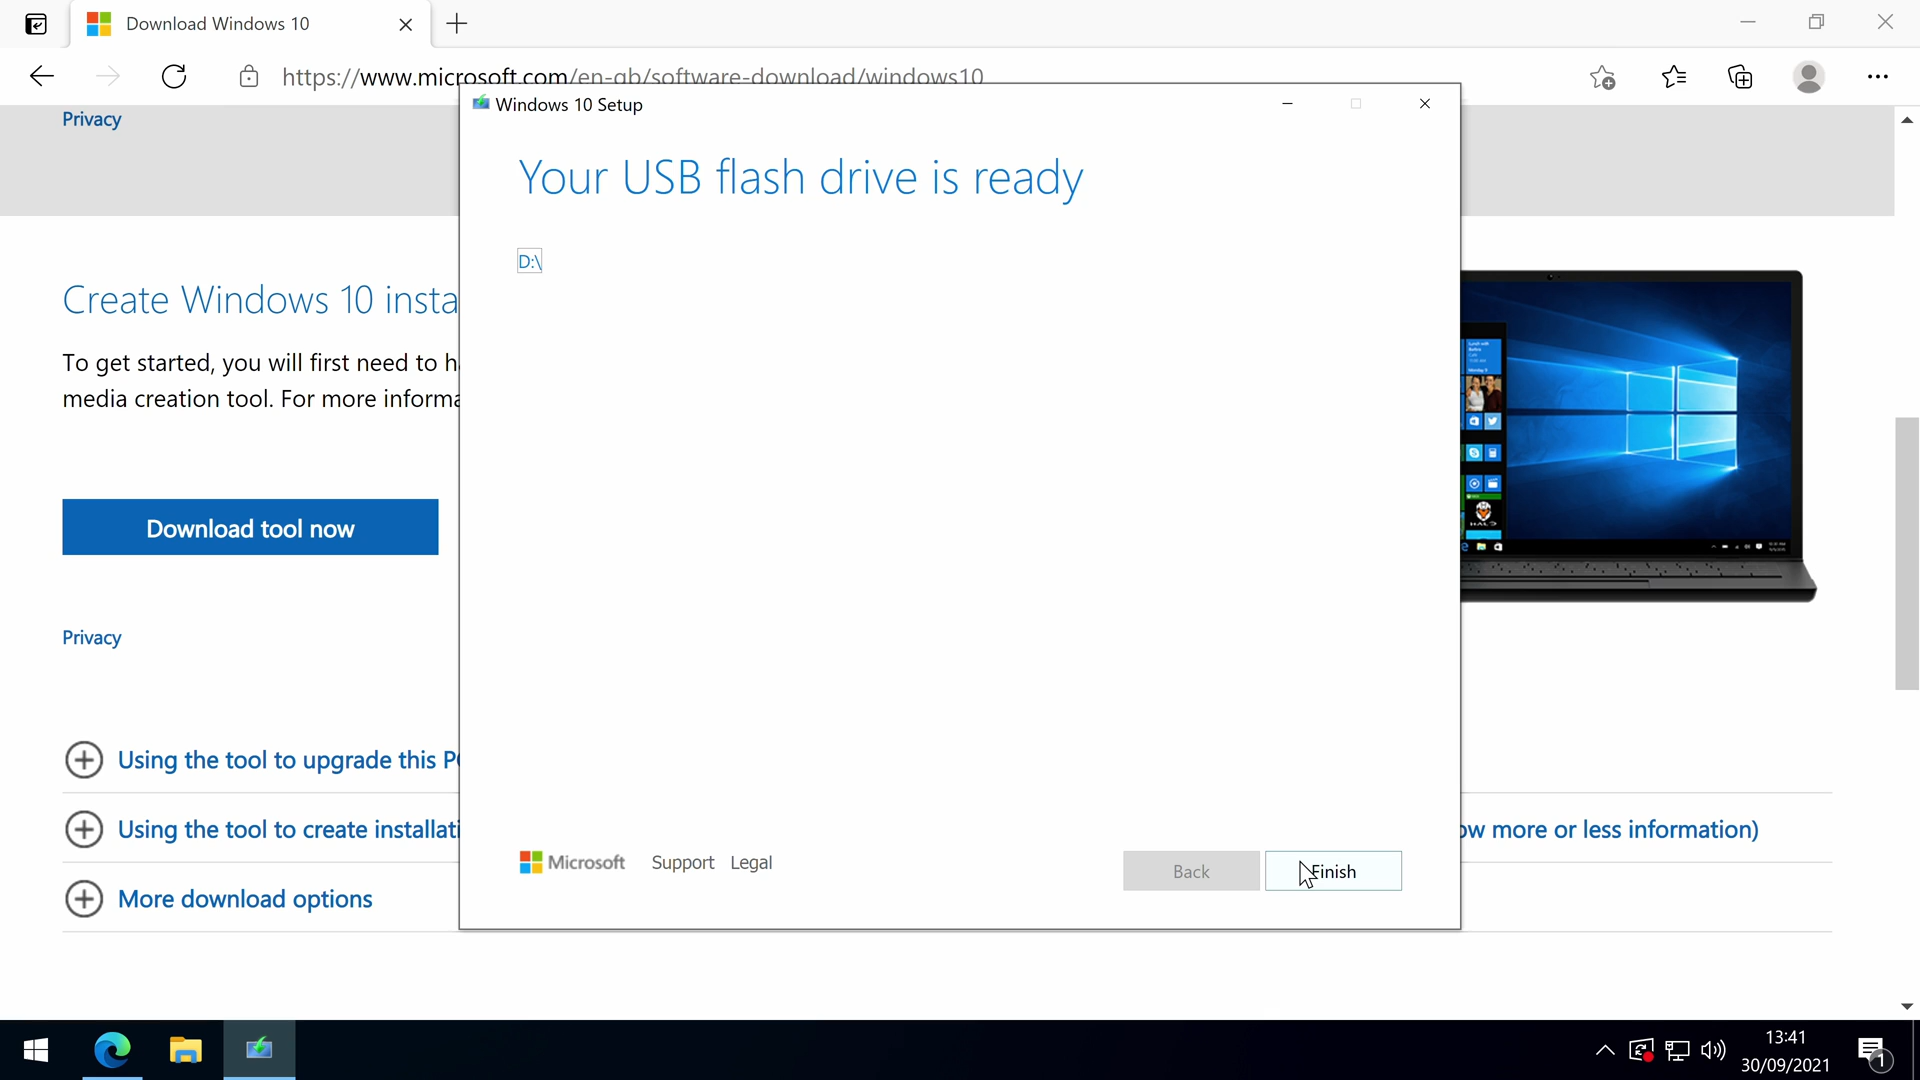 Download Windows 10
https://www.microsoft.com/en-gb/software-download/windows10
Windows 10 Setup
Privacy
Your USB flash drive is ready
D:\
Create Windows 10 insta
To get started, you will first need to h
media creation tool. For more informa
Download tool now
Privacy
Using the tool to upgrade this P
Using the tool to create installati
ow more or less information)
More download options
Microsoft
Support
Legal
Back
Finish
HALO
13:41
30/09/2021
1